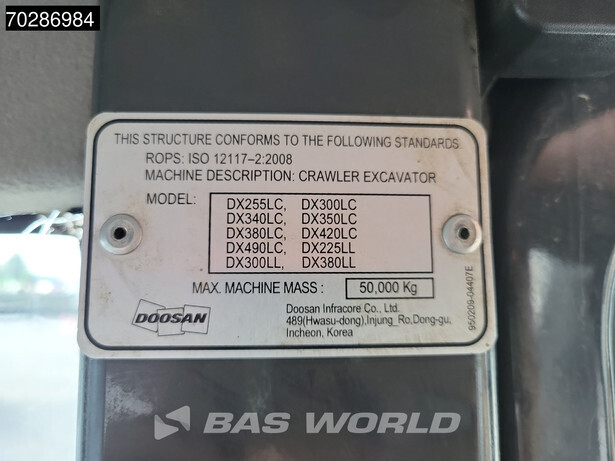 70286984
THIS STRUCTURE CONFORMS TO THE FOLLOWING STANDARDS.
ROPS: ISO 12117-2:2008
MACHINE DESCRIPTION: CRAWLER EXCAVATOR
MODEL: DX255LC, DX300LC
DX340LC, DX350LC
DX380LC, DX420LC
DX490LC, DX225LL
DX300LL, DX380LL
MAX. MACHINE MASS : 50,000 Kg
DOOSAN
Doosan Infracore Co., Ltd.
489(Hwasu-dong),Injung Ro,Dong-gu,
Incheon, Korea
950209-04407E
BAS WORLD